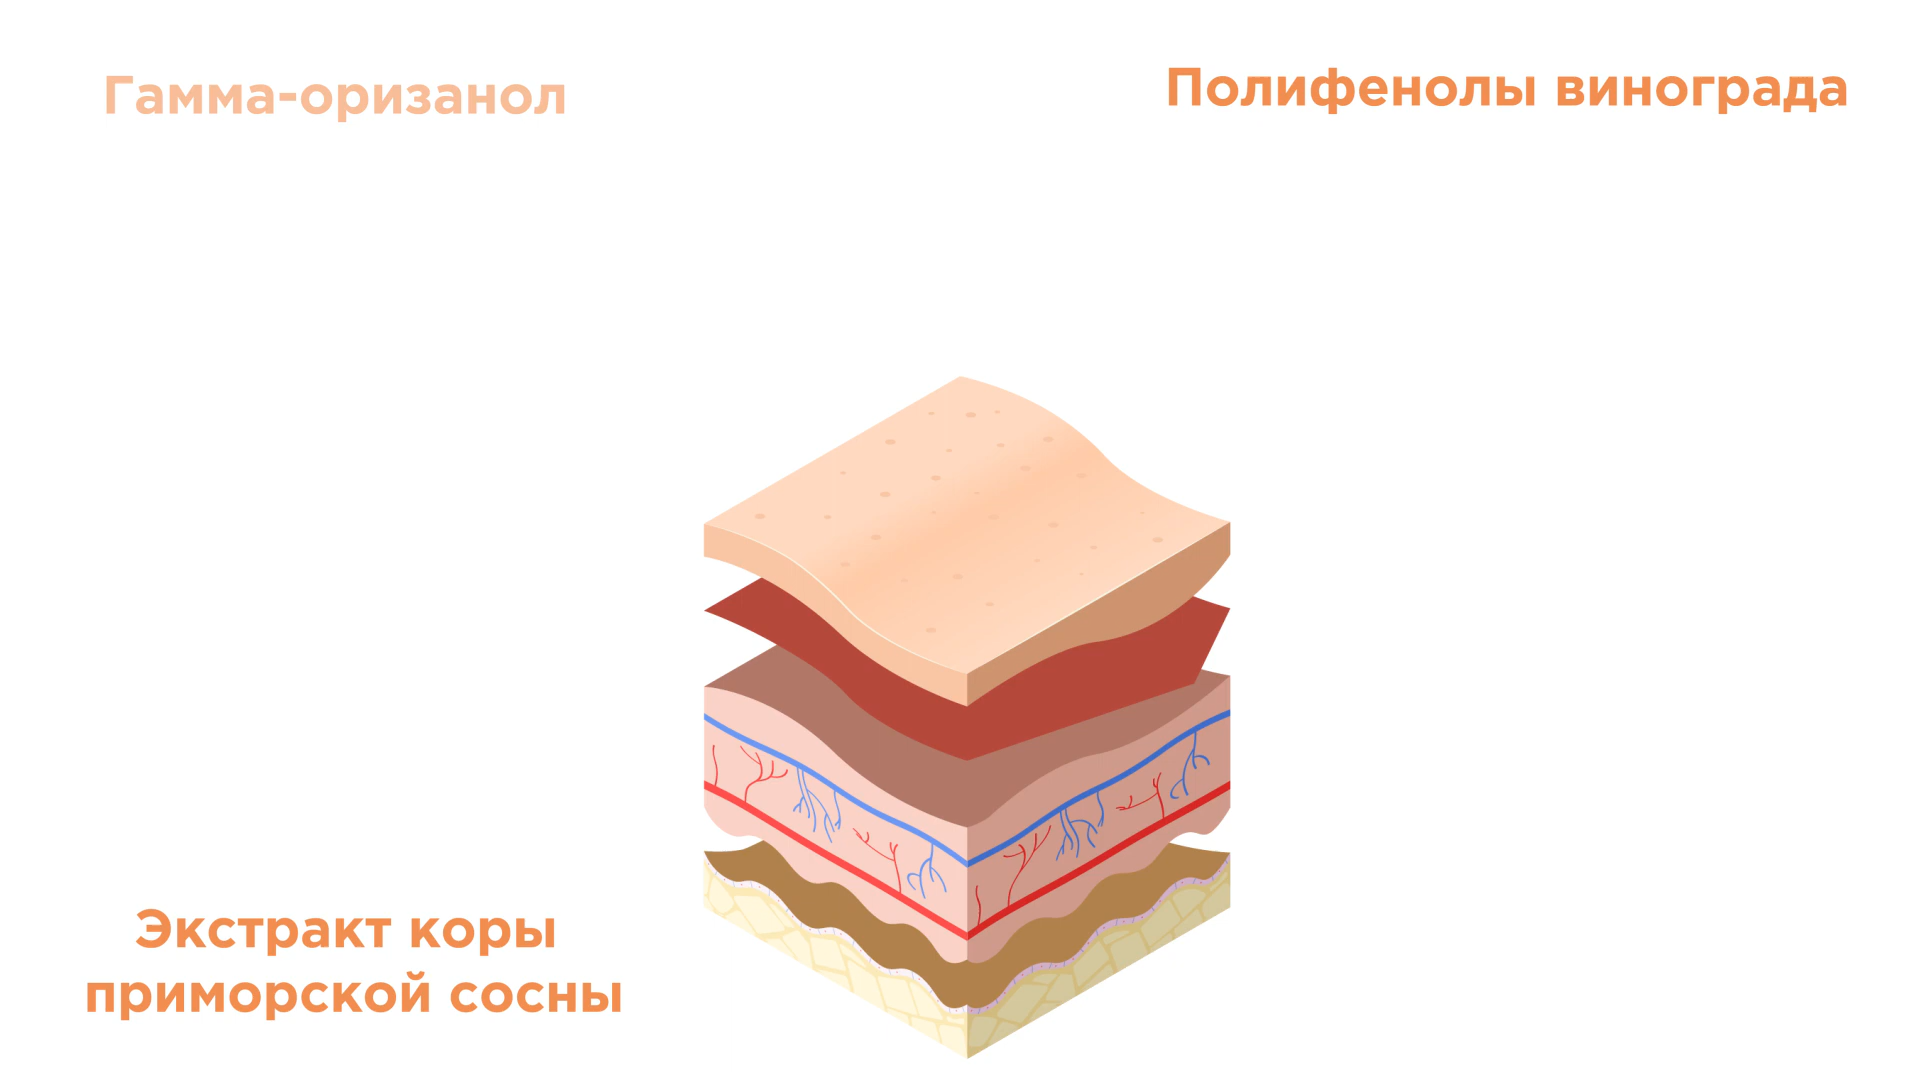 Гамма-оризанол
Полифенолы винограда
Экстракт коры
приморской сосны